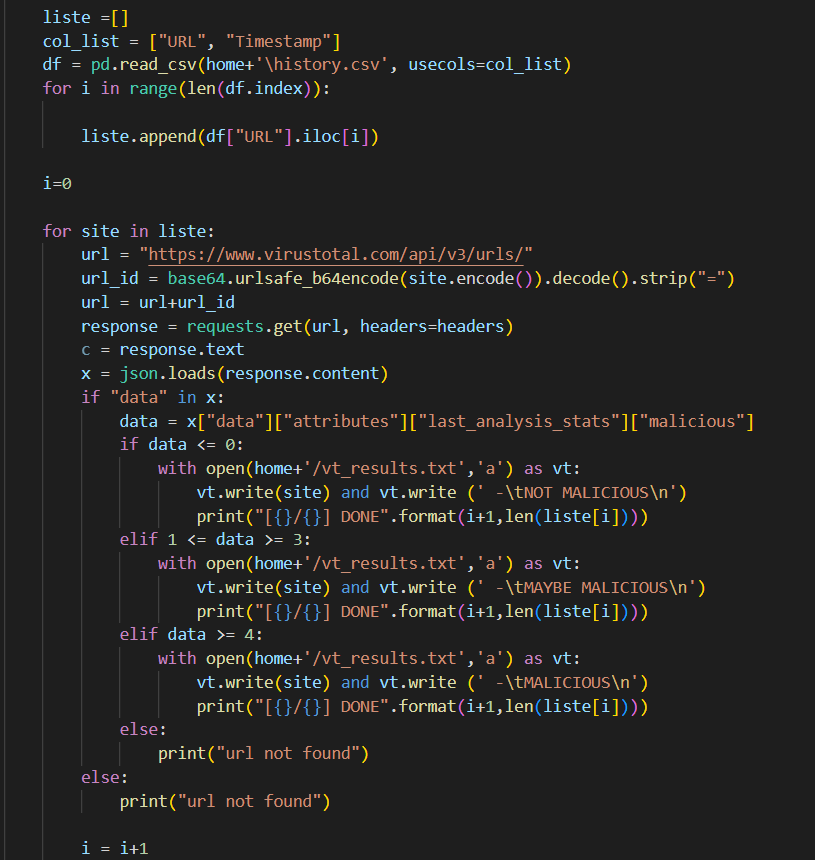 liste =[]
col_list = ["URL", "Timestamp"]
df = pd.read_csv(home+'\history.csv', usecols=col_list)
for i in range(len(df.index)):
liste.append(df["URL"].iloc[i])
i=0
for site in liste:
url = "https://www.virustotal.com/api/v3/urls/"
url_id = base64.urlsafe_b64encode(site.encode()).decode().strip("=")
url = url+url_id
response = requests.get(url, headers=headers)
c = response.text
x = json.loads(response.content)
if "data" in x:
data = x["data"]["attributes"]["last_analysis_stats"]["malicious"]
if data <= 0:
with open(home+'/vt_results.txt','a') as vt:
vt.write(site) and vt.write (' -\tNOT MALICIOUS\n')
print("[{}/{}] DONE".format(i+1,len(liste[i])))
elif 1 <= data >= 3:
with open(home+'/vt_results.txt','a') as vt:
vt.write(site) and vt.write (' -\tMAYBE MALICIOUS\n')
print("[{}/{}] DONE".format(i+1,len(liste[i])))
elif data >= 4:
with open(home+'/vt_results.txt','a') as vt:
vt.write(site) and vt.write (' -\tMALICIOUS\n')
print("[{}/{}] DONE".format(i+1,len(liste[i])))
else:
print("url not found")
else:
print("url not found")
i = i+1